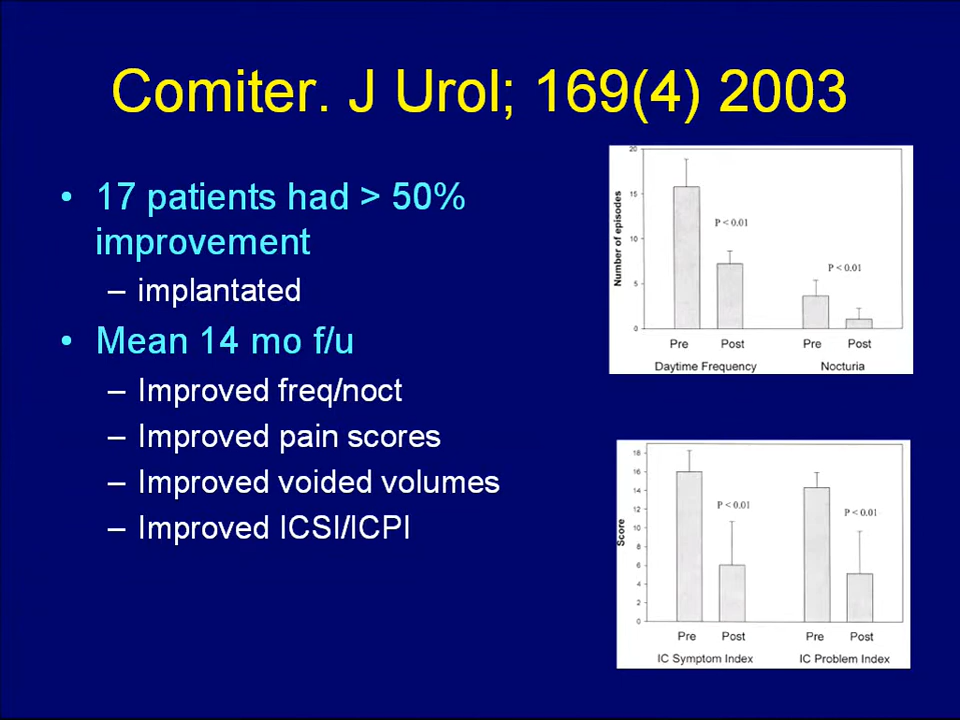 Comiter. J Urol; 169(4) 2003
• 17 patients had > 50%
improvement
– implantated
• Mean 14 mo f/u
– Improved freq/noct
– Improved pain scores
– Improved voided volumes
– Improved ICSI/ICPI
Number of episodes
20
15
10
5
0
P < 0.01
P < 0.01
Pre Post Pre Post
Daytime Frequency Nocturia
Score
18
16
14
12
10
8
6
4
2
0
P < 0.01
P < 0.01
Pre Post Pre Post
IC Symptom Index IC Problem Index